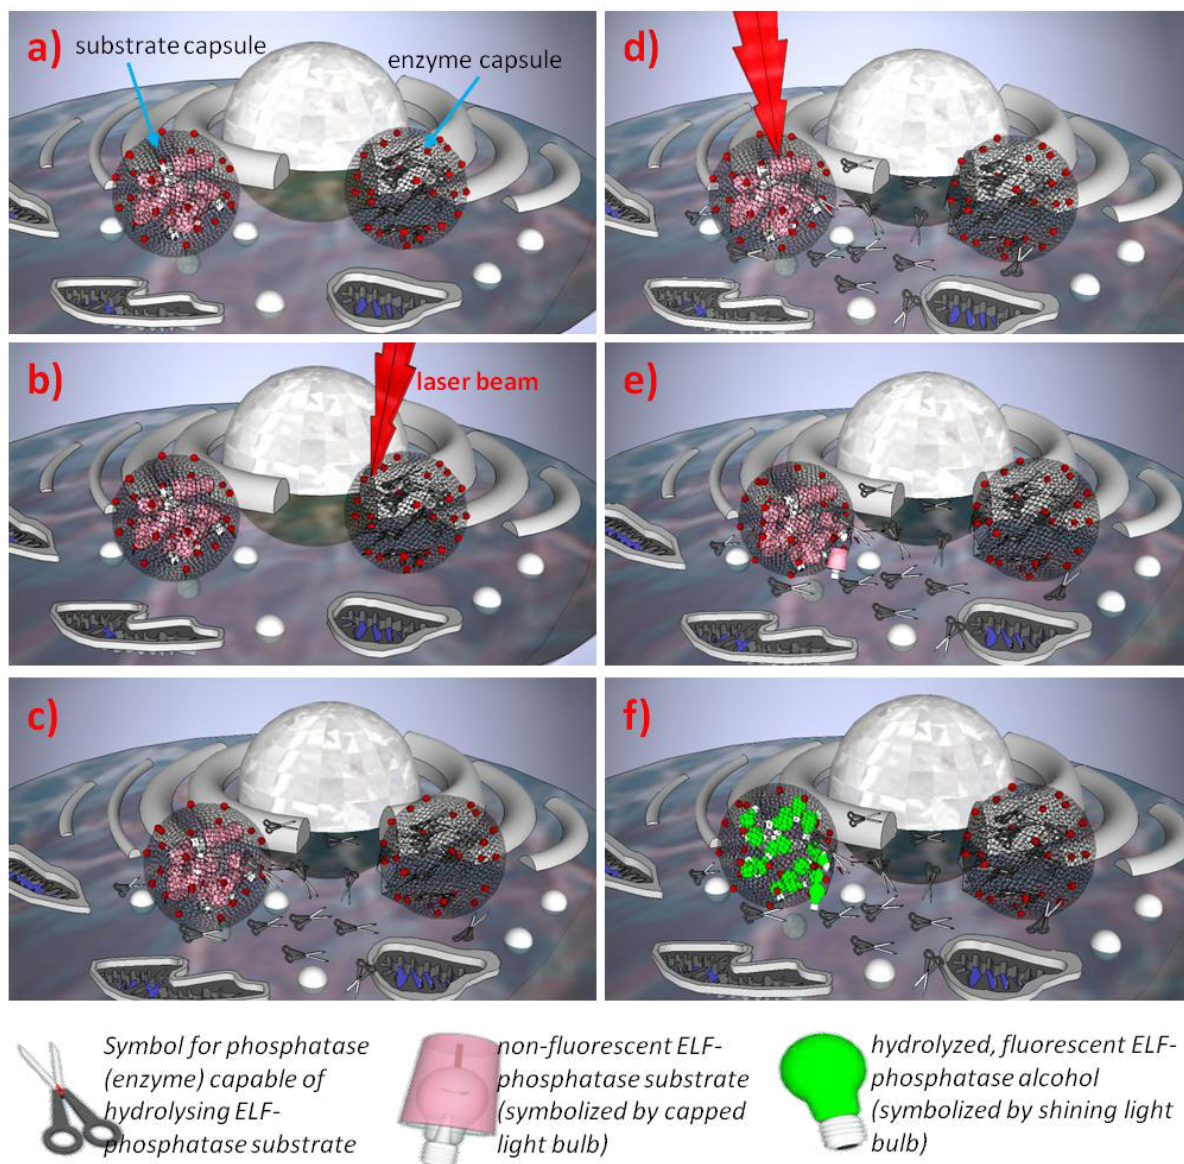 a)
substrate capsule
enzyme capsule
d)
b)
laser beam
e)
c)
f)
Symbol for phosphatase
(enzyme) capable of
hydrolysing ELF-
phosphatase substrate
non-fluorescent ELF-
phosphatase substrate
(symbolized by capped
light bulb)
hydrolyzed, fluorescent ELF-
phosphatase alcohol
(symbolized by shining light
bulb)